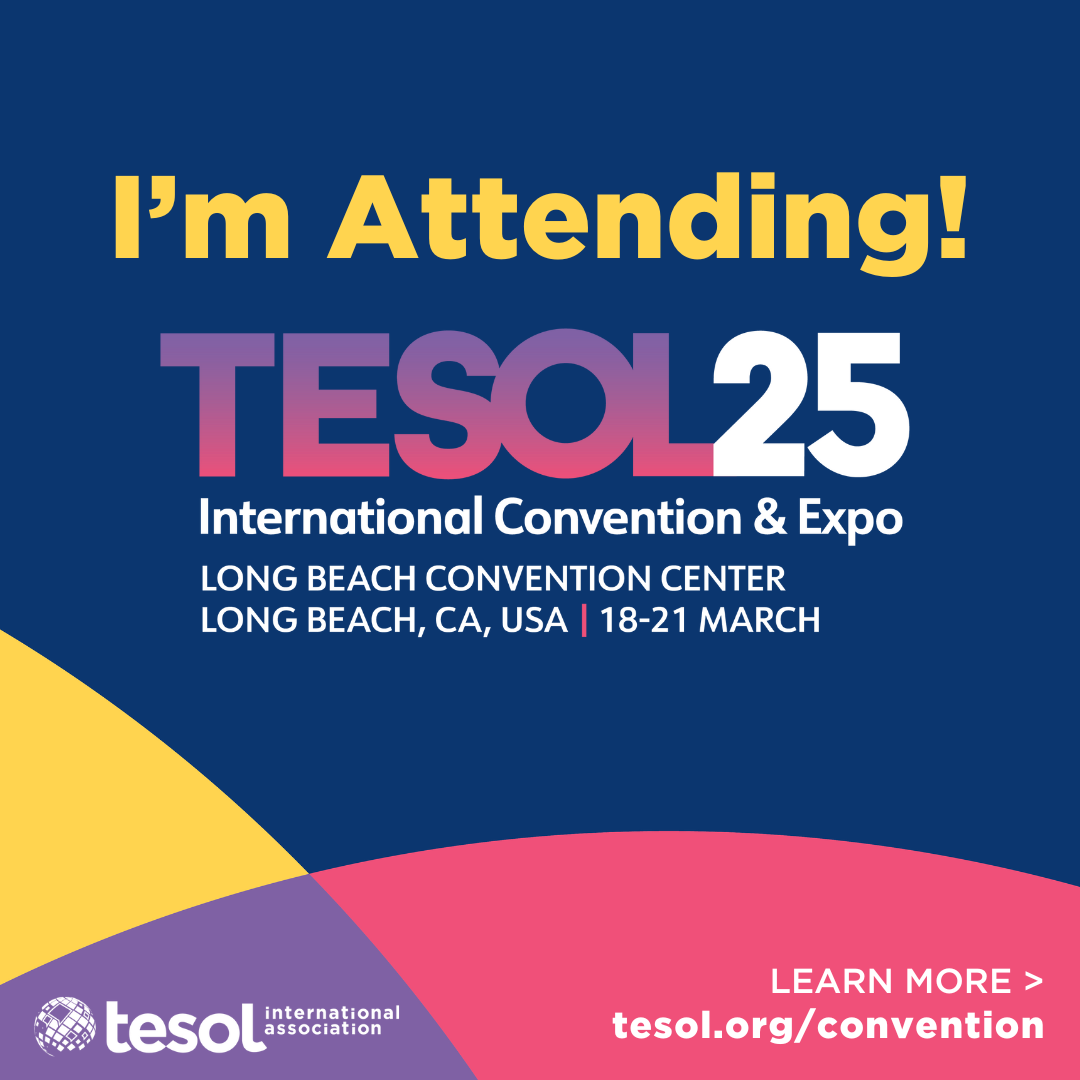 I’m Attending!
TESOL25
International Convention & Expo
LONG BEACH CONVENTION CENTER
LONG BEACH, CA, USA | 18-21 MARCH
LEARN MORE >
tesol.org/convention
tesol international
association